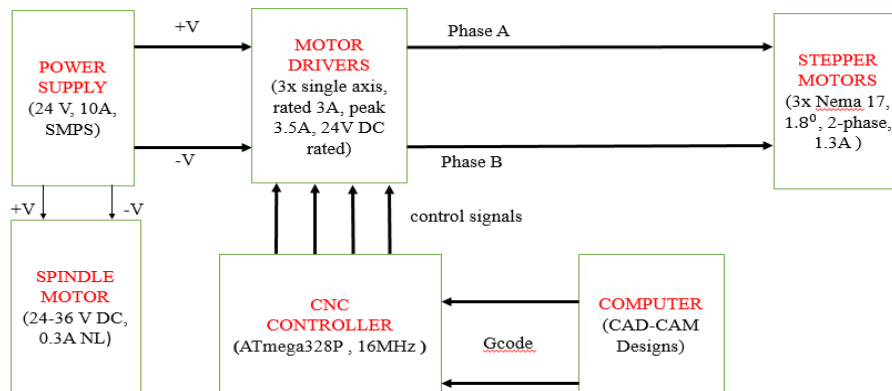 +V
POWER
SUPPLY
(24 V, 10A,
SMPS)
-V
MOTOR
DRIVERS
(3x single axis,
rated 3A, peak
3.5A, 24V DC
rated)
Phase A
Phase B
STEPPER
MOTORS
(3x Nema 17,
1.8⁰, 2-phase,
1.3A )
+V
-V
control signals
SPINDLE
MOTOR
(24-36 V DC,
0.3A NL)
CNC
CONTROLLER
(ATmega328P , 16MHz )
Gcode
COMPUTER
(CAD-CAM
Designs)